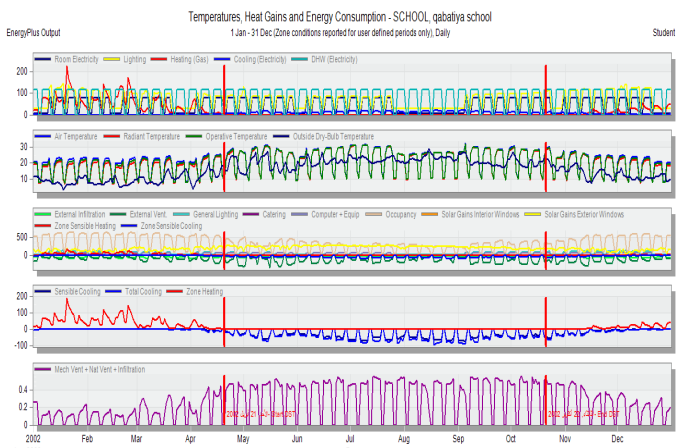 Temperatures, Heat Gains and Energy Consumption - SCHOOL, qabatiya school
EnergyPlus Output 1 Jan - 31 Dec (Zone conditions reported for user defined periods only), Daily Student
Room Electricity Lighting Heating (Gas) Cooling (Electricity) DHW (Electricity)
200
100
0
Air Temperature Radiant Temperature Operative Temperature Outside Dry-Bulb Temperature
30
20
10
External Infiltration External Vent. General Lighting Catering Computer + Equip Occupancy Solar Gains Interior Windows Solar Gains Exterior Windows
Zone Sensible Heating Zone Sensible Cooling
500
0
Sensible Cooling Total Cooling Zone Heating
200
100
0
-100
Mech Vent + Nat Vent + Infiltration
0.4
0.2
0
Start DST End DST
2002 Feb Mar Apr May Jun Jul Aug Sep Oct Nov Dec